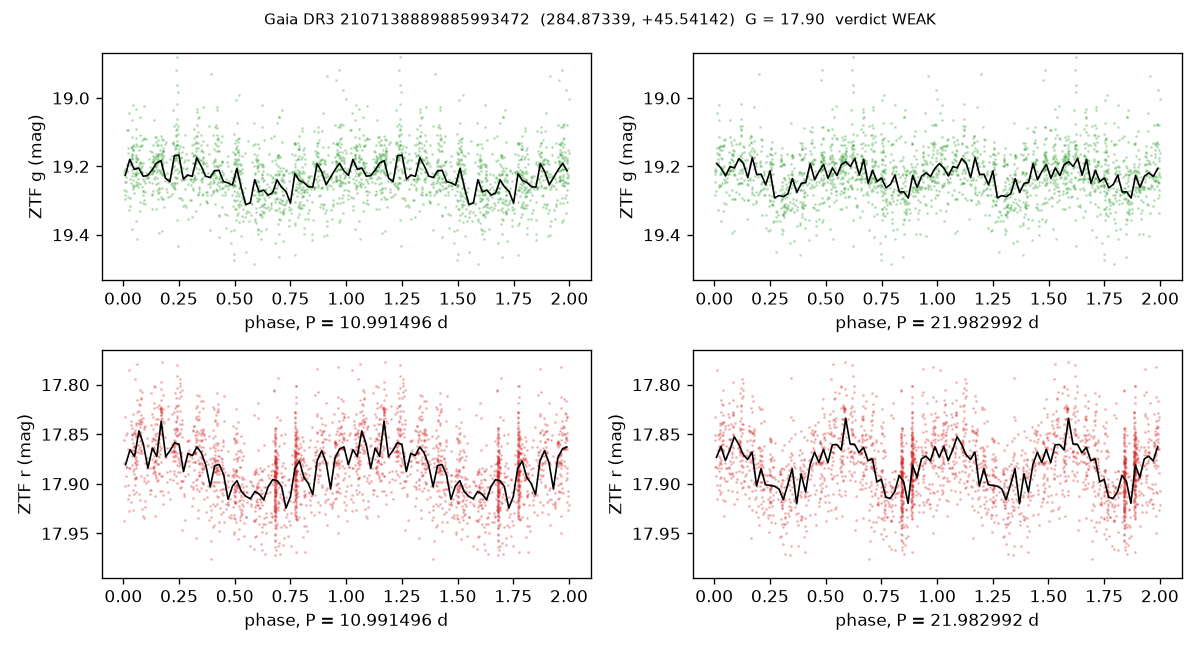 Gaia DR3 2107138889885993472 (284.87339, +45.54142) G = 17.90 verdict WEAK
ZTF g (mag)
19.0
19.2
19.4
0.00 0.25 0.50 0.75 1.00 1.25 1.50 1.75 2.00
phase, P = 10.991496 d
ZTF g (mag)
19.0
19.2
19.4
0.00 0.25 0.50 0.75 1.00 1.25 1.50 1.75 2.00
phase, P = 21.982992 d
ZTF r (mag)
17.80
17.85
17.90
17.95
0.00 0.25 0.50 0.75 1.00 1.25 1.50 1.75 2.00
phase, P = 10.991496 d
ZTF r (mag)
17.80
17.85
17.90
17.95
0.00 0.25 0.50 0.75 1.00 1.25 1.50 1.75 2.00
phase, P = 21.982992 d